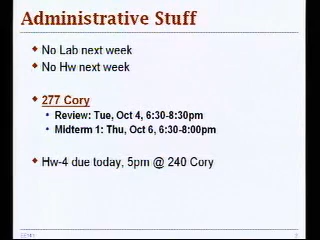 Administrative Stuff
No Lab next week
No Hw next week
277 Cory
Review: Tue, Oct 4, 6:30-8:30pm
Midterm 1: Thu, Oct 6, 6:30-8:00pm
Hw-4 due today, 5pm @ 240 Cory